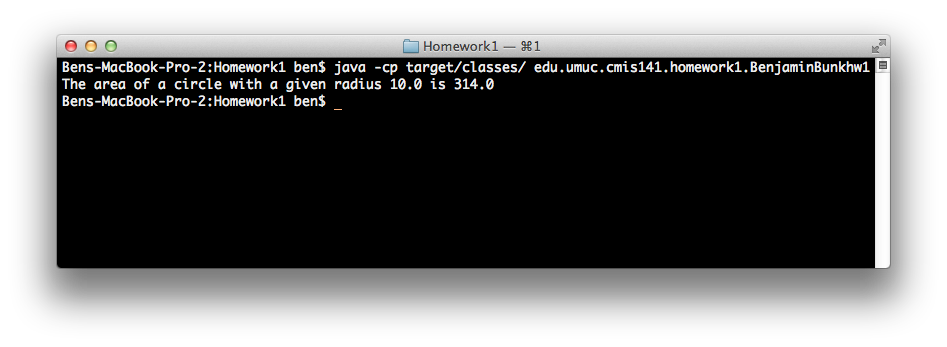 Homework1 — ⌘1
Bens-MacBook-Pro-2:Homework1 ben$ java -cp target/classes/ edu.umuc.cmis141.homework1.BenjaminBunkhw1
The area of a circle with a given radius 10.0 is 314.0
Bens-MacBook-Pro-2:Homework1 ben$ _